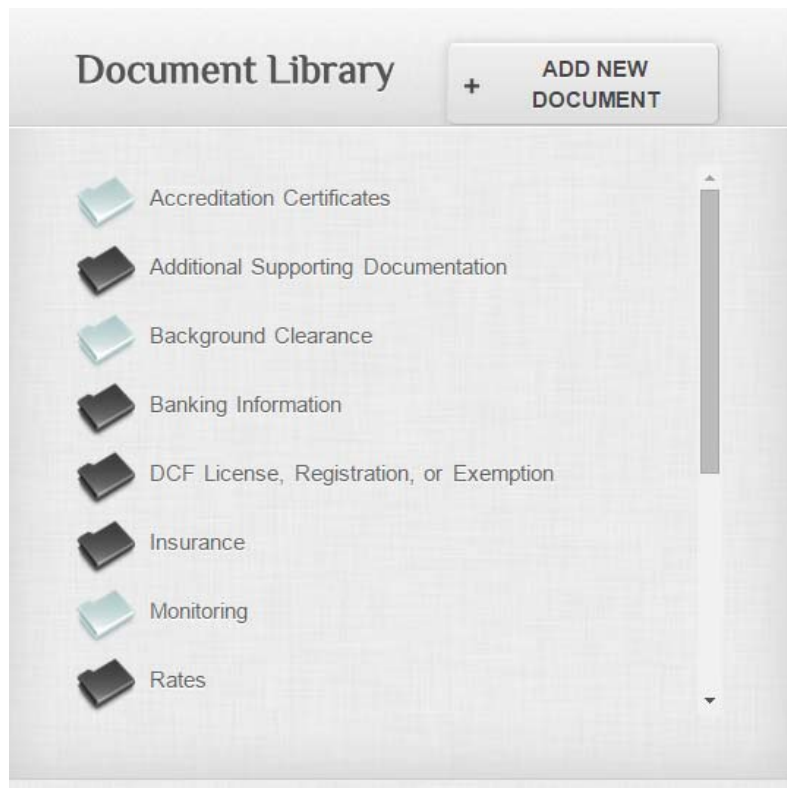 Document Library
+ ADD NEW
DOCUMENT
Accreditation Certificates
Additional Supporting Documentation
Background Clearance
Banking Information
DCF License, Registration, or Exemption
Insurance
Monitoring
Rates